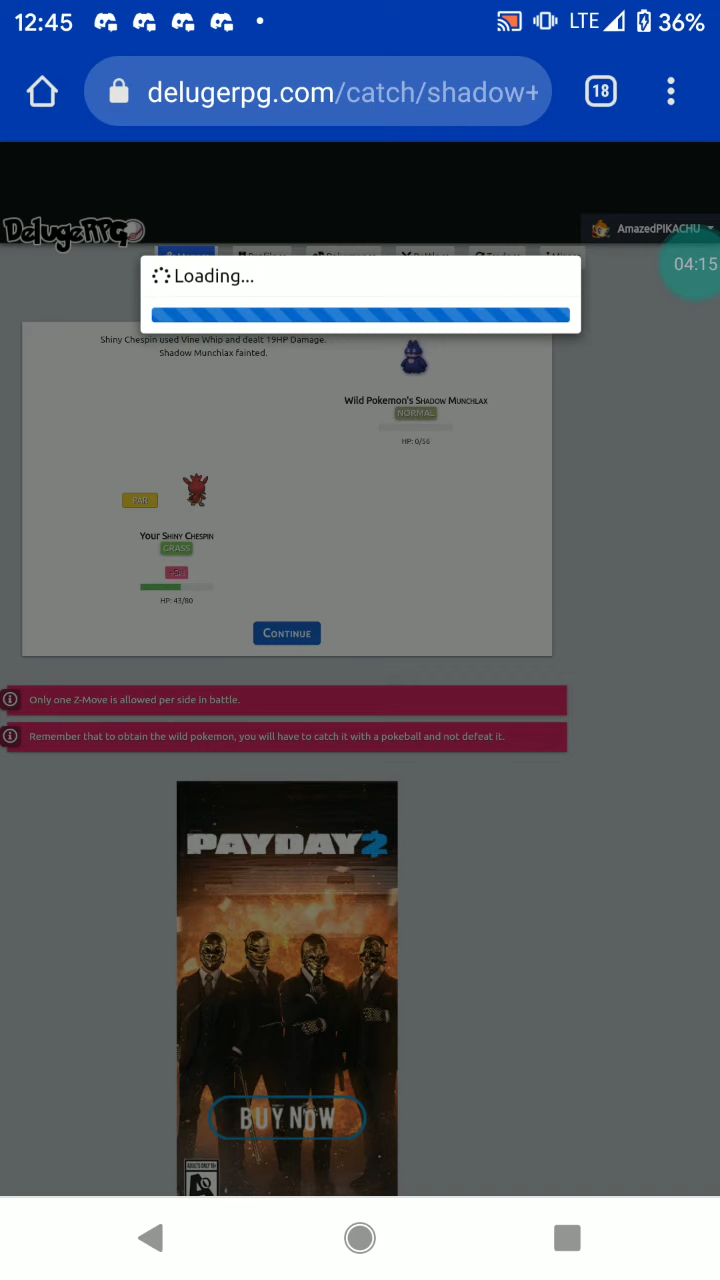 12:45
LTE
36%
delugerpg.com/catch/shadow+
18
DelugeRPG
AmazedPIKACHU
04:15
Loading...
Shiny Chespin used Vine Whip and dealt 19HP Damage.
Shadow Munchlax fainted.
Wild Pokemon's Shadow Munchlax
NORMAL
HP: 0/56
PAR
Your Shiny Chespin
GRASS
HP: 43/80
Continue
Only one Z-Move is allowed per side in battle.
Remember that to obtain the wild pokemon, you will have to catch it with a pokeball and not defeat it.
PAYDAY2
BUY NOW
ADULTS ONLY 18+